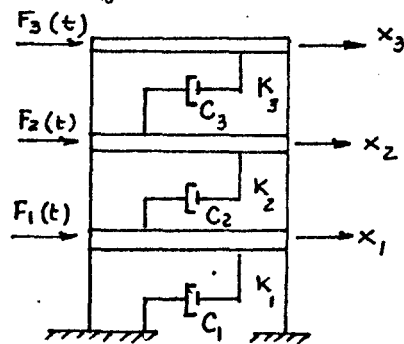 F₃(t)
x₃
K₃
C₃
F₂(t)
x₂
K₂
C₂
F₁(t)
x₁
K₁
C₁